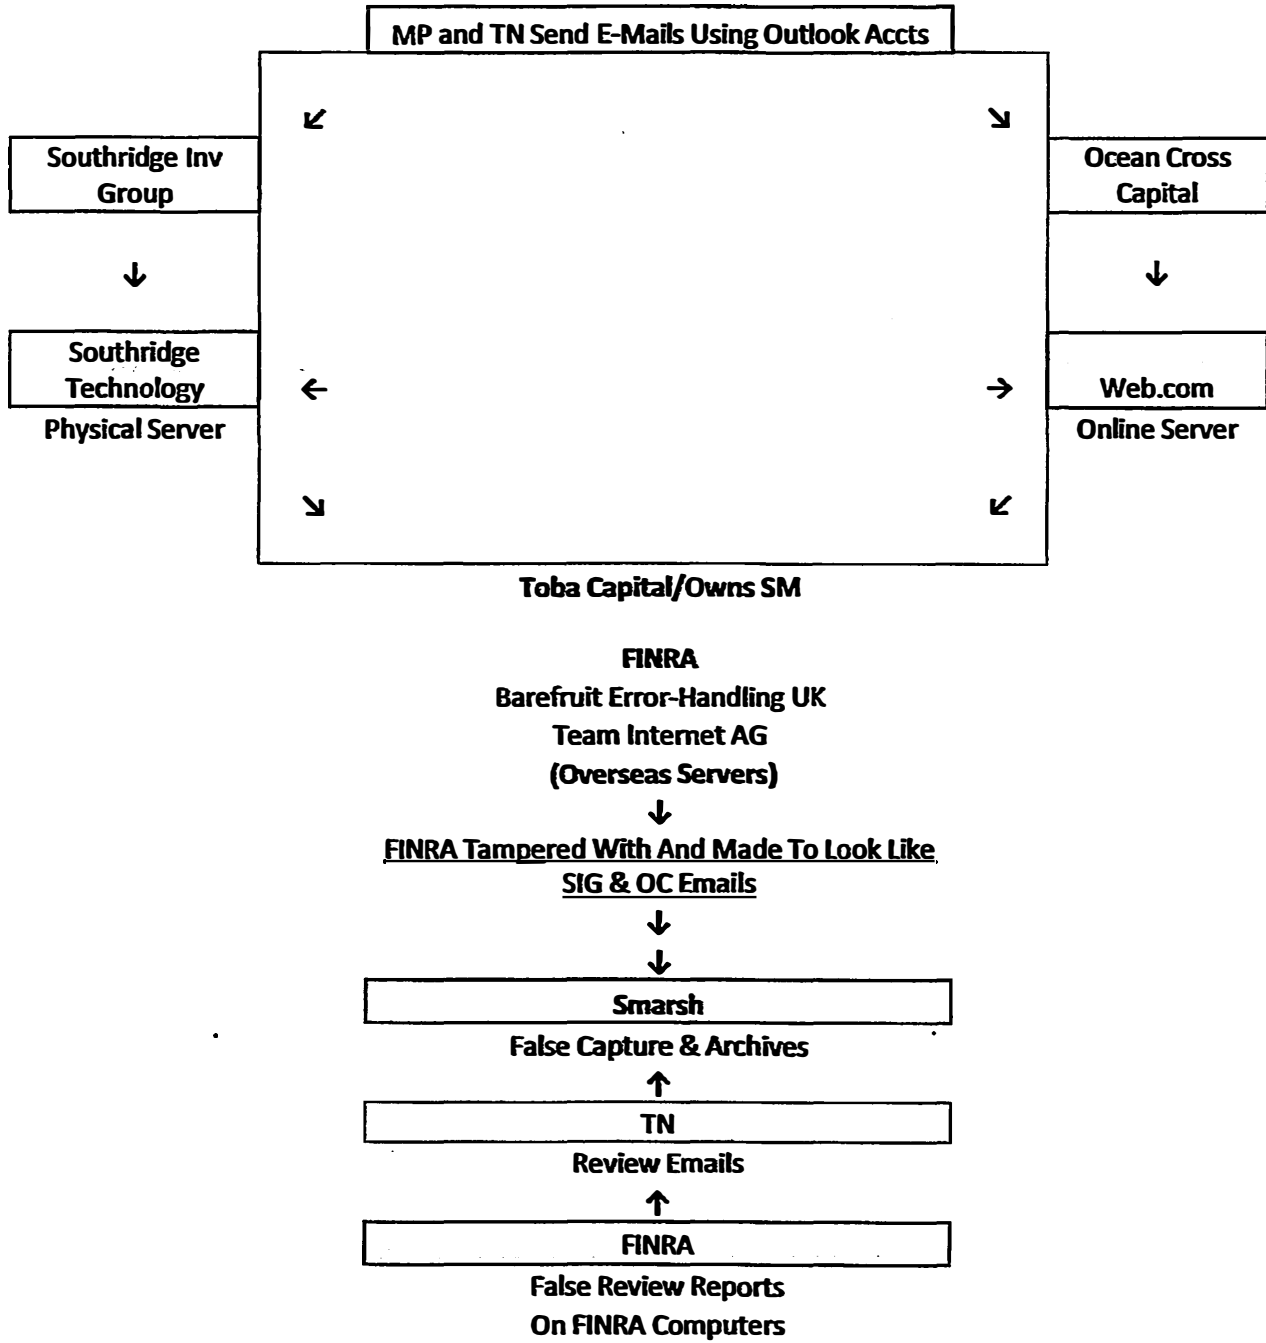 MP and TN Send E-Mails Using Outlook Accts
↙ ↘
Southridge Inv
Group
Ocean Cross
Capital
↓ ↓
Southridge
Technology
Physical Server
← →
Web.com
Online Server
↘ ↙
Toba Capital/Owns SM
FINRA
Barefruit Error-Handling UK
Team Internet AG
(Overseas Servers)
↓
FINRA Tampered With And Made To Look Like
SIG & OC Emails
↓
↓
Smarsh
False Capture & Archives
↑
TN
Review Emails
↑
FINRA
False Review Reports
On FINRA Computers